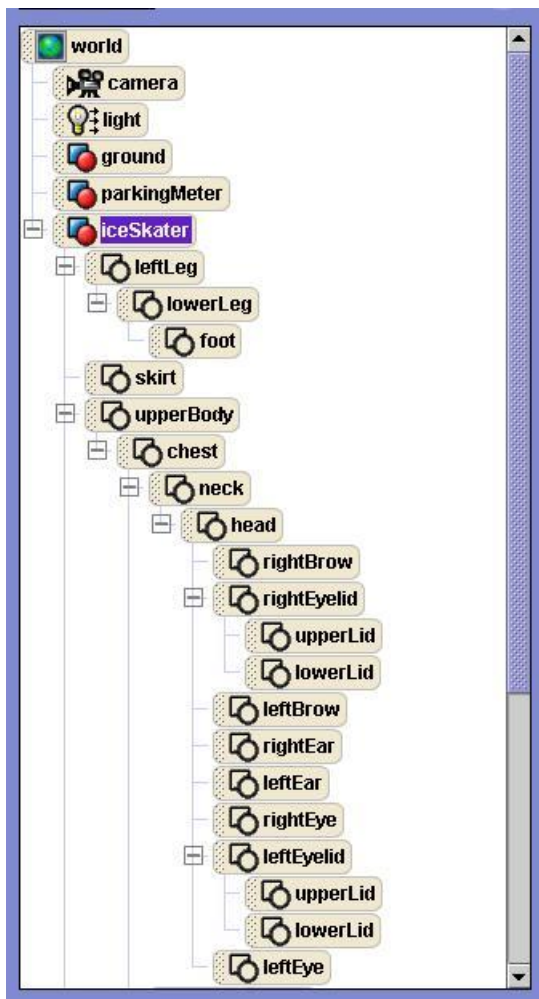 world
camera
light
ground
parkingMeter
iceSkater
leftLeg
lowerLeg
foot
skirt
upperBody
chest
neck
head
rightBrow
rightEyelid
upperLid
lowerLid
leftBrow
rightEar
leftEar
rightEye
leftEyelid
upperLid
lowerLid
leftEye